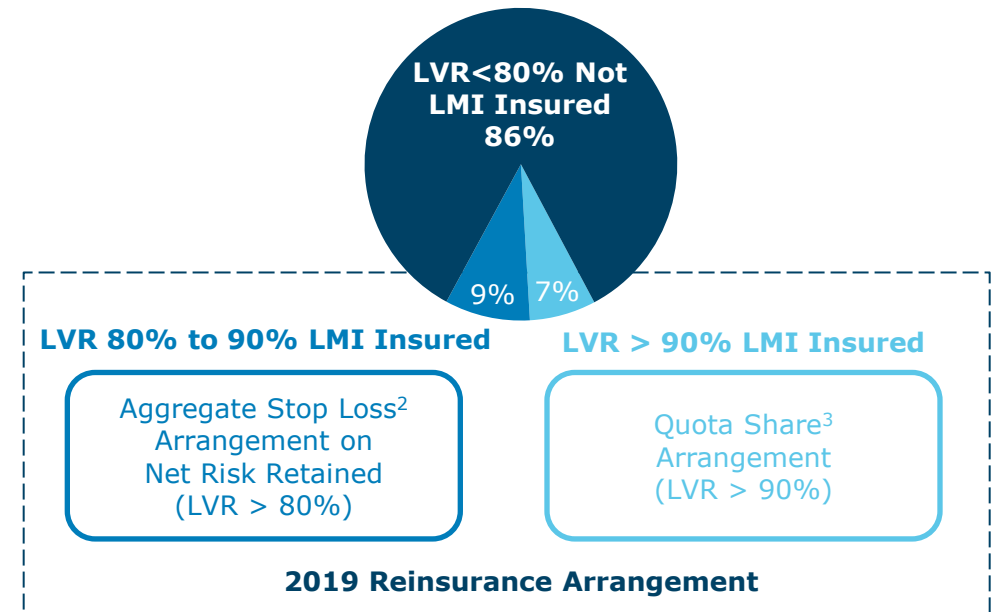 LVR<80% Not
LMI Insured
86%
9%
7%
LVR 80% to 90% LMI Insured
LVR > 90% LMI Insured
Aggregate Stop Loss²
Arrangement on
Net Risk Retained
(LVR > 80%)
Quota Share³
Arrangement
(LVR > 90%)
2019 Reinsurance Arrangement